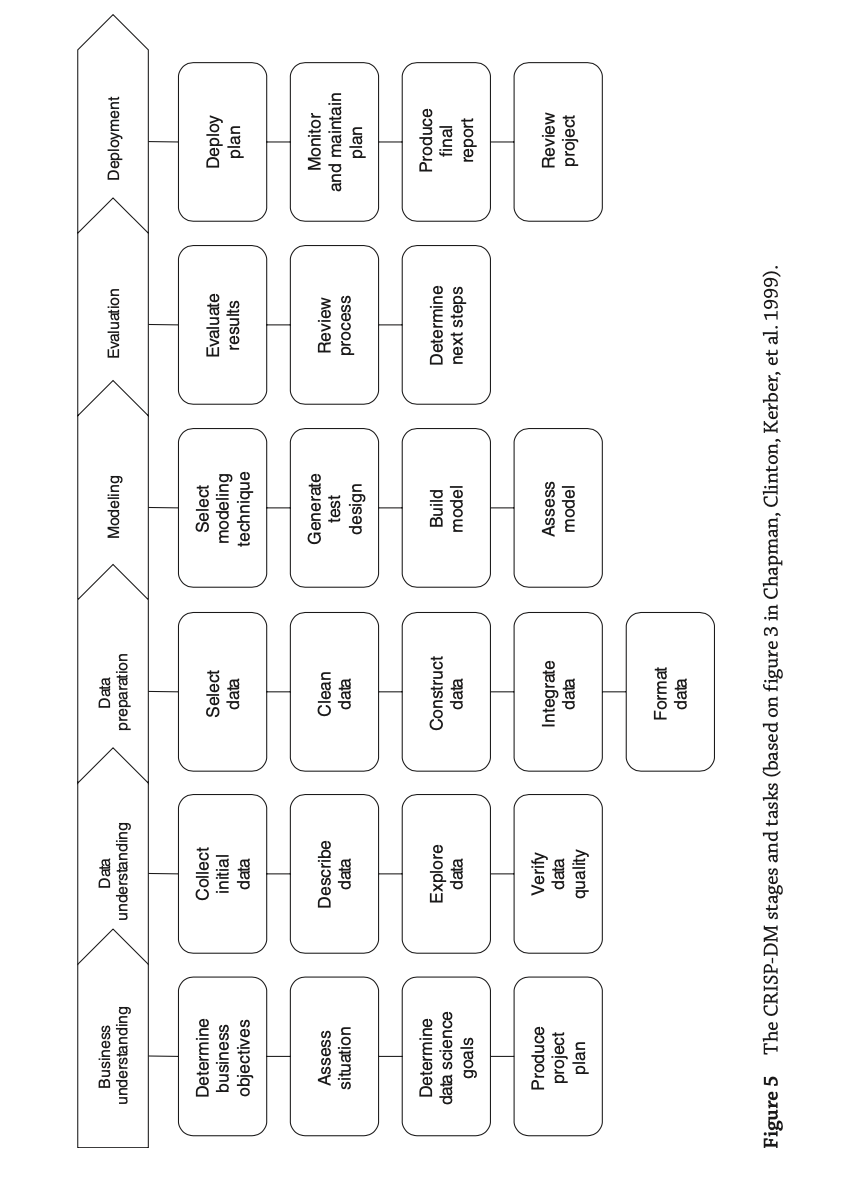 Business
understanding
Data
understanding
Data
preparation
Modeling
Evaluation
Deployment
Determine
business
objectives
Assess
situation
Determine
data science
goals
Produce
project
plan
Collect
initial
data
Describe
data
Explore
data
Verify
data
quality
Select
data
Clean
data
Construct
data
Integrate
data
Format
data
Select
modeling
technique
Generate
test
design
Build
model
Assess
model
Evaluate
results
Review
process
Determine
next steps
Deploy
plan
Monitor
and maintain
plan
Produce
final
report
Review
project
Figure 5 The CRISP-DM stages and tasks (based on figure 3 in Chapman, Clinton, Kerber, et al. 1999).